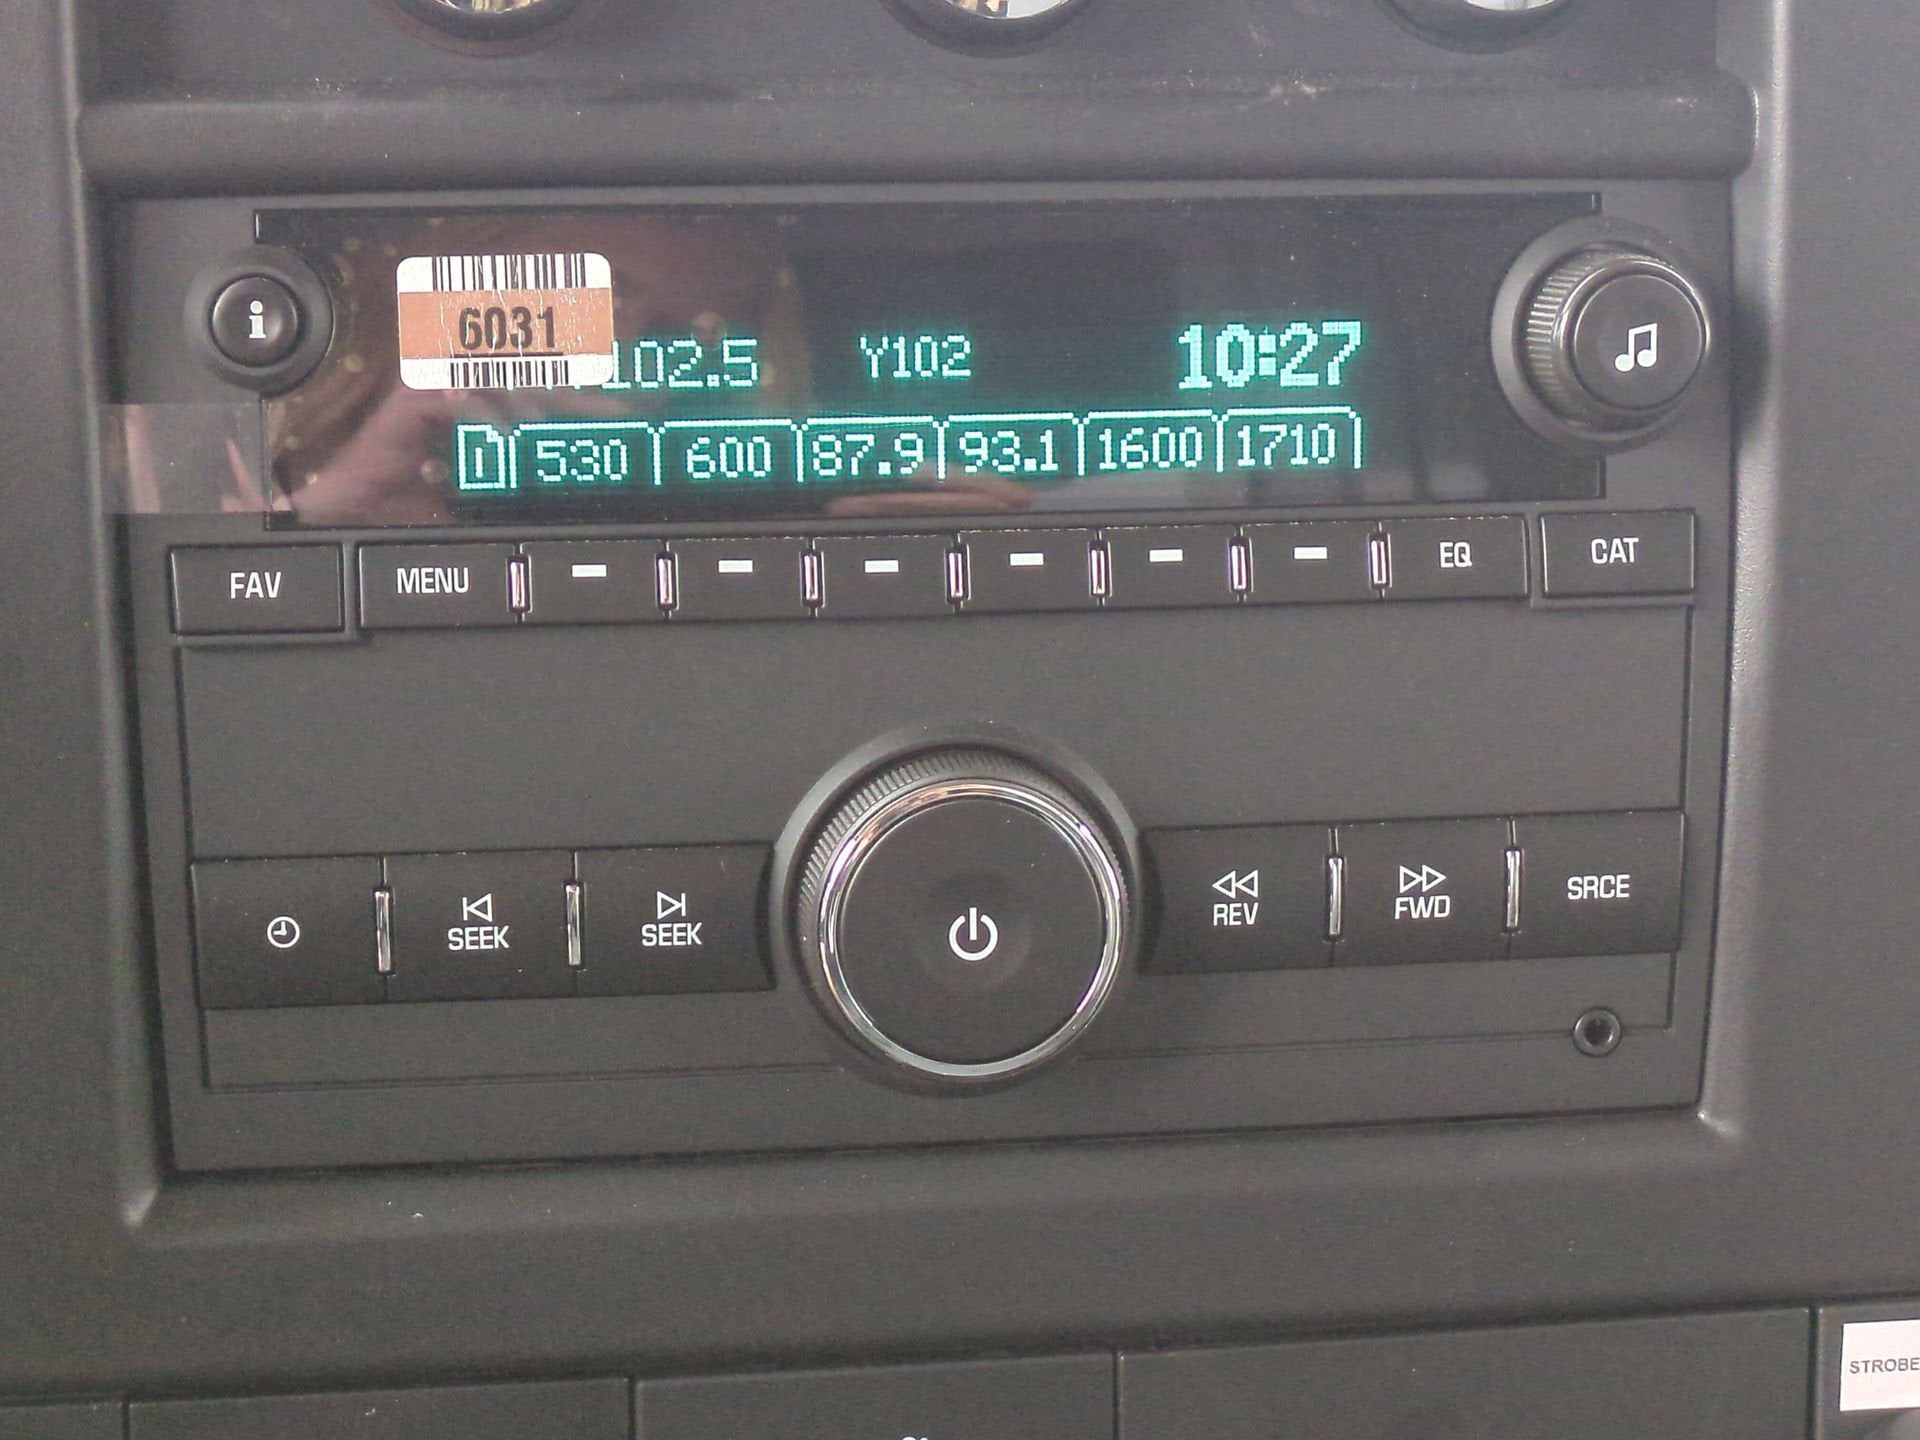 i
6031
102.5 Y102 10:27
1 530 600 87.9 93.1 1600 1710
FAV MENU EQ CAT
SEEK SEEK REV FWD SRCE
STROBE